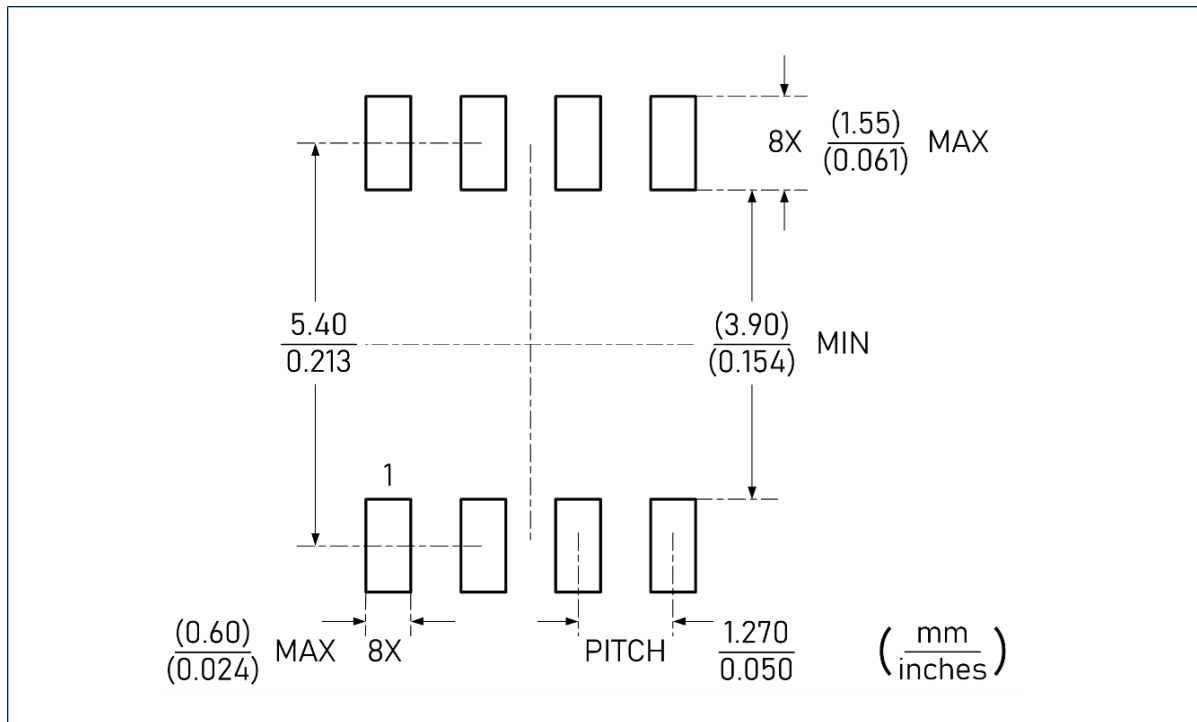 8X (1.55) MAX
(0.061)
5.40
0.213
(3.90) MIN
(0.154)
1
(0.60) MAX 8X
(0.024)
PITCH 1.270
0.050
(mm
inches)